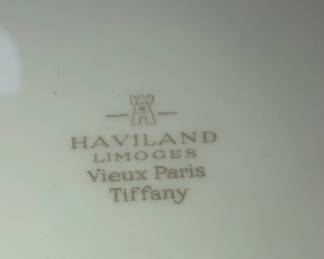 HAVILAND
LIMOGES
Vieux Paris
Tiffany